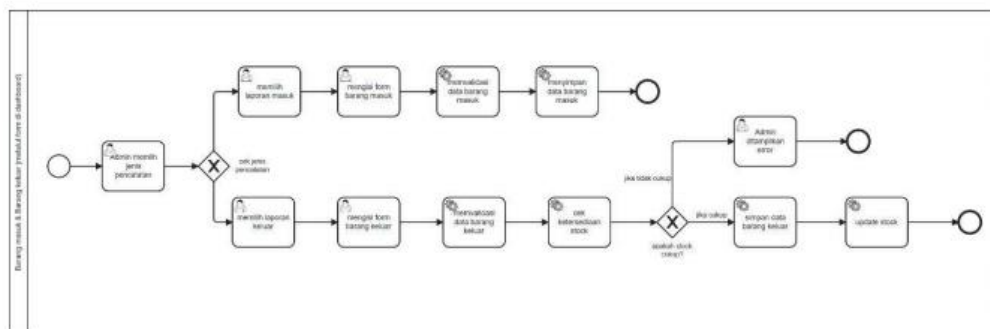 Barang masuk & Barang keluar (melalui form di dashboard)
Admin memilih
jenis
pencatatan
cek jenis
pencatatan
memilih
laporan masuk
mengisi form
barang masuk
memvalidasi
data barang
masuk
menyimpan
data barang
masuk
memilih laporan
keluar
mengisi form
barang keluar
memvalidasi
data barang
keluar
cek
ketersediaan
stock
apakah stock
cukup?
jika tidak cukup
Admin
ditampilkan
error
jika cukup
simpan data
barang keluar
update stock